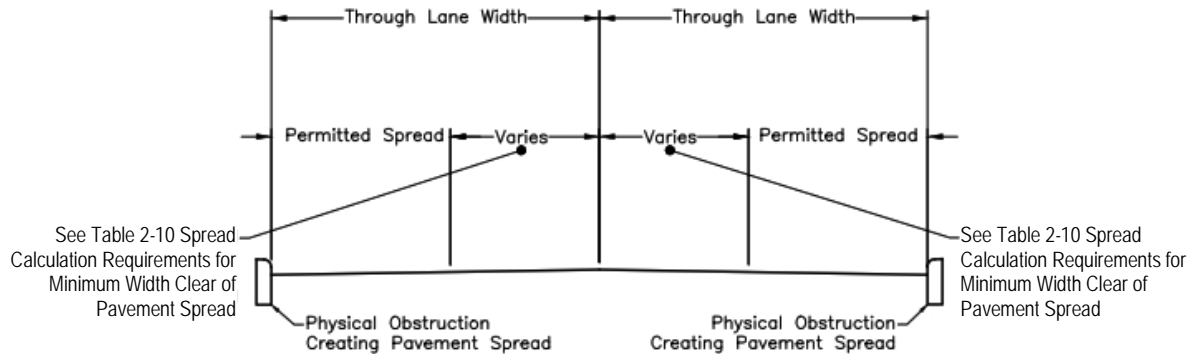 Through Lane Width
Through Lane Width
Permitted Spread
Varies
Varies
Permitted Spread
See Table 2-10 Spread
Calculation Requirements for
Minimum Width Clear of
Pavement Spread
See Table 2-10 Spread
Calculation Requirements for
Minimum Width Clear of
Pavement Spread
Physical Obstruction
Creating Pavement Spread
Physical Obstruction
Creating Pavement Spread